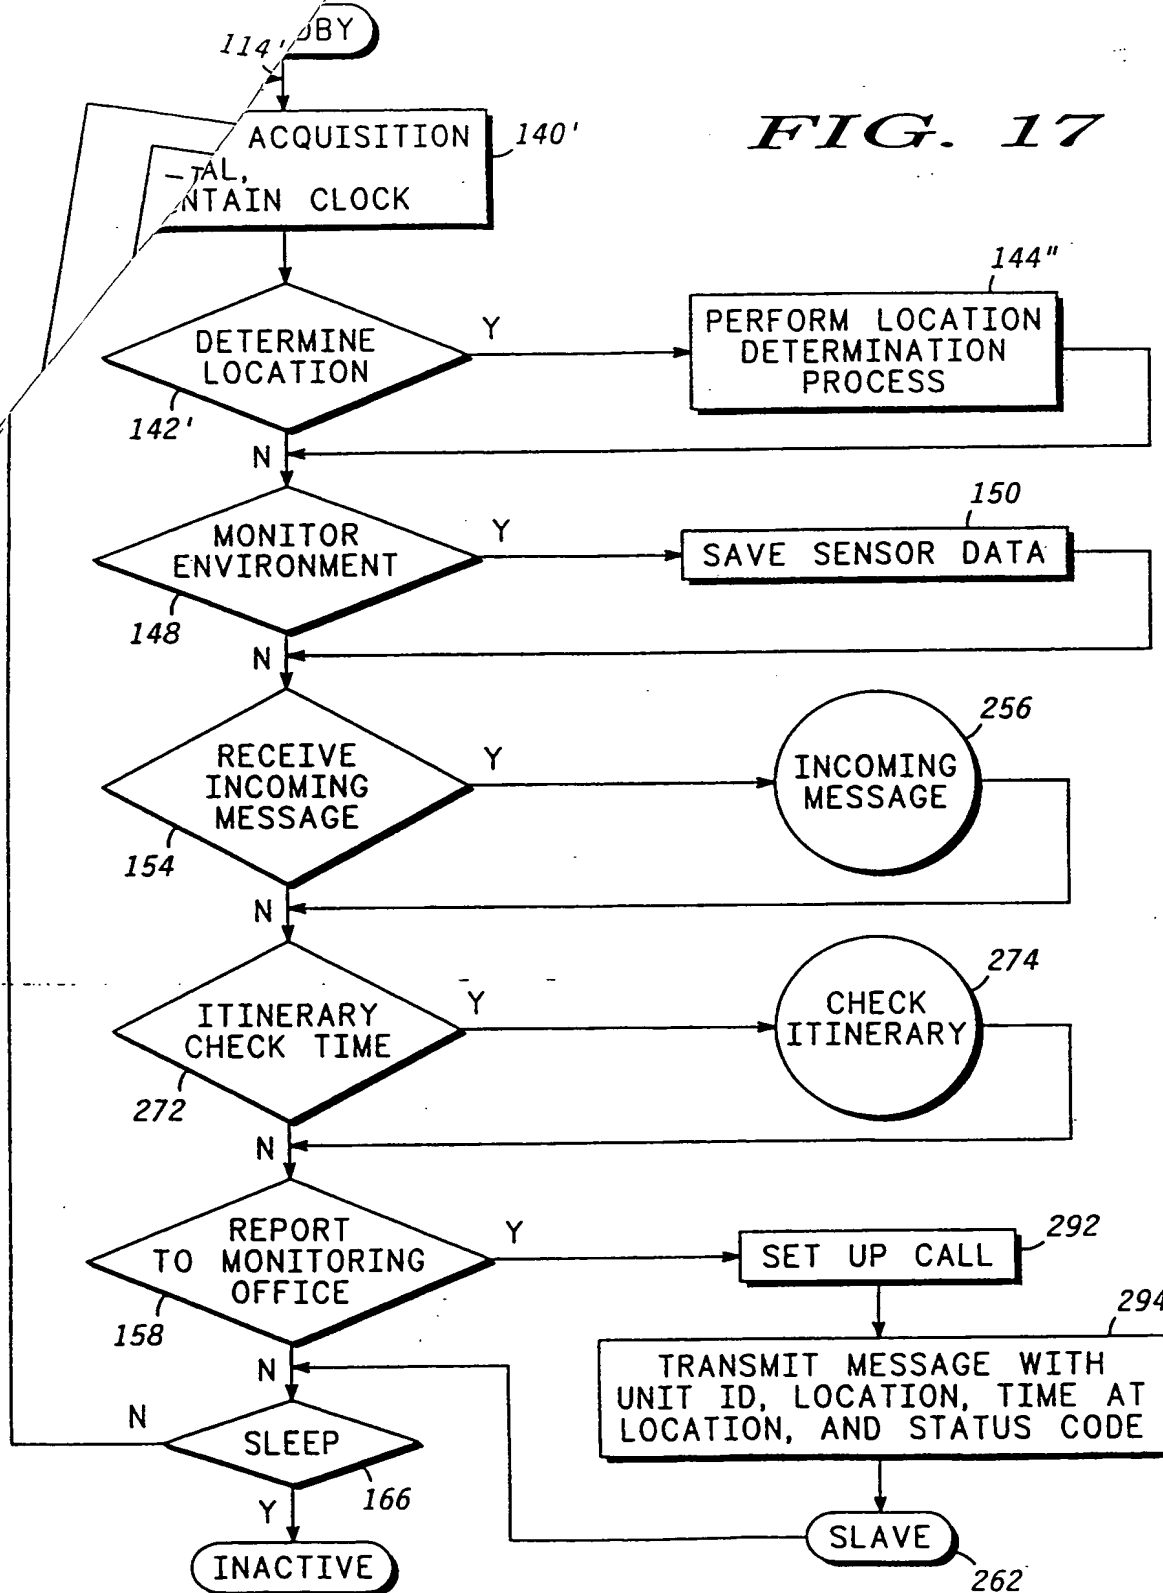 DBY
114'
FIG. 17
ACQUISITION
140'
NTAIN CLOCK
144"
DETERMINE
LOCATION
Y
PERFORM LOCATION
DETERMINATION
PROCESS
142'
N
150
MONITOR
ENVIRONMENT
Y
SAVE SENSOR DATA
148
N
256
RECEIVE
INCOMING
MESSAGE
Y
INCOMING
MESSAGE
154
N
274
ITINERARY
CHECK TIME
Y
CHECK
ITINERARY
272
N
REPORT
TO MONITORING
OFFICE
Y
SET UP CALL
292
158
294
N
TRANSMIT MESSAGE WITH
UNIT ID, LOCATION, TIME AT
LOCATION, AND STATUS CODE
N
SLEEP
166
Y
SLAVE
262
INACTIVE